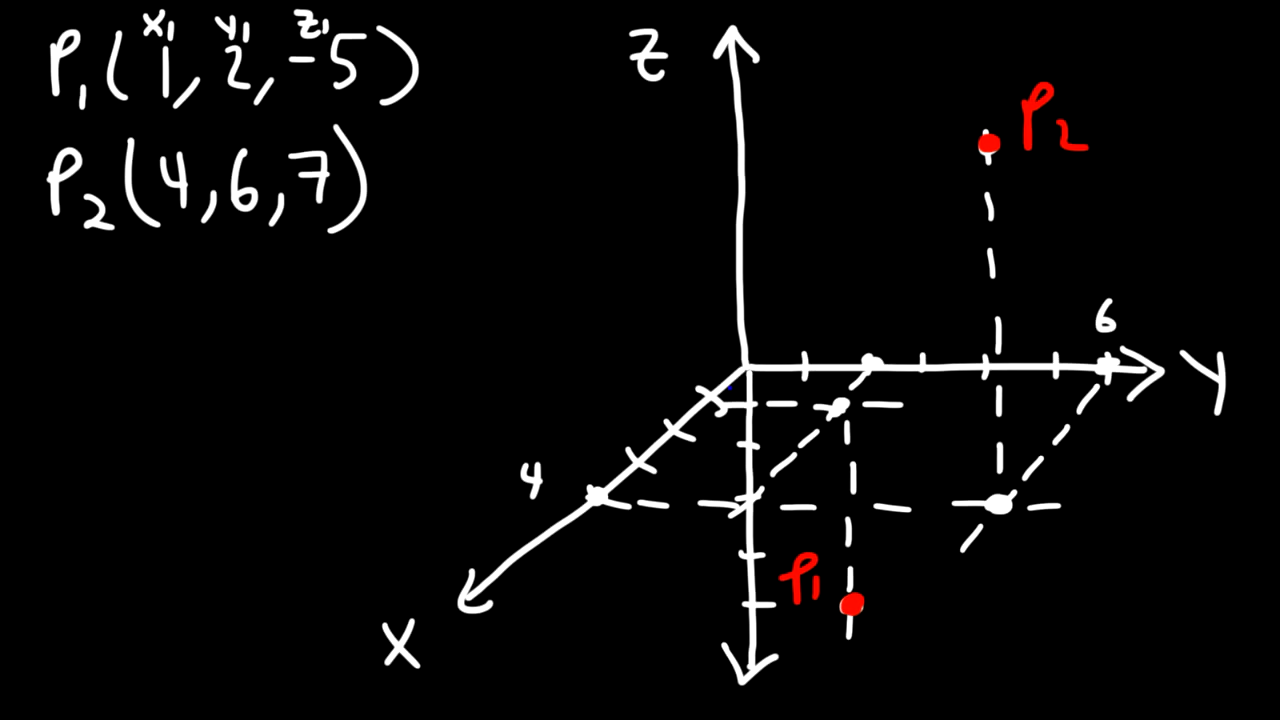 x₁ y₁ z₁
P₁(1, 2, -5)
P₂(4, 6, 7)
Z
P₂
6
Y
4
P₁
X